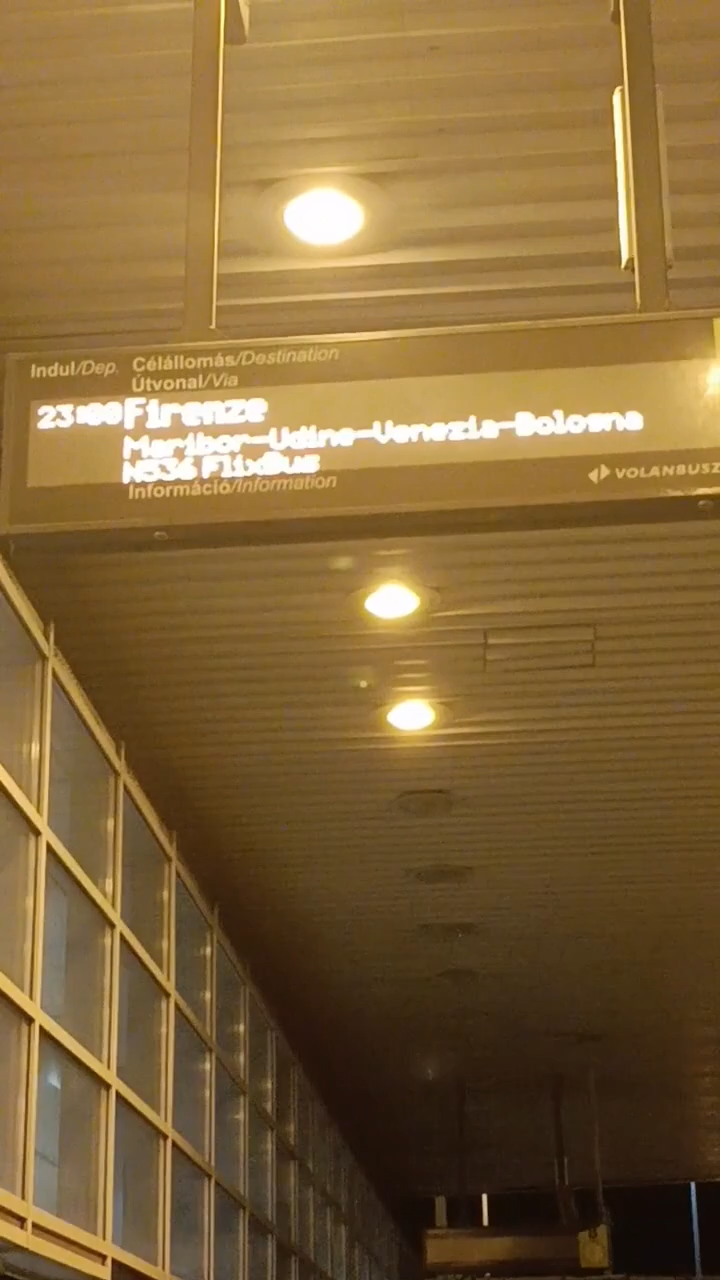 Indul/Dep. Célállomás/Destination
Útvonal/Via
23:00 Firenze
Maribor-Udine-Venezia-Bologna
N536 FlixBus
Információ/Information
VOLANBUSZ